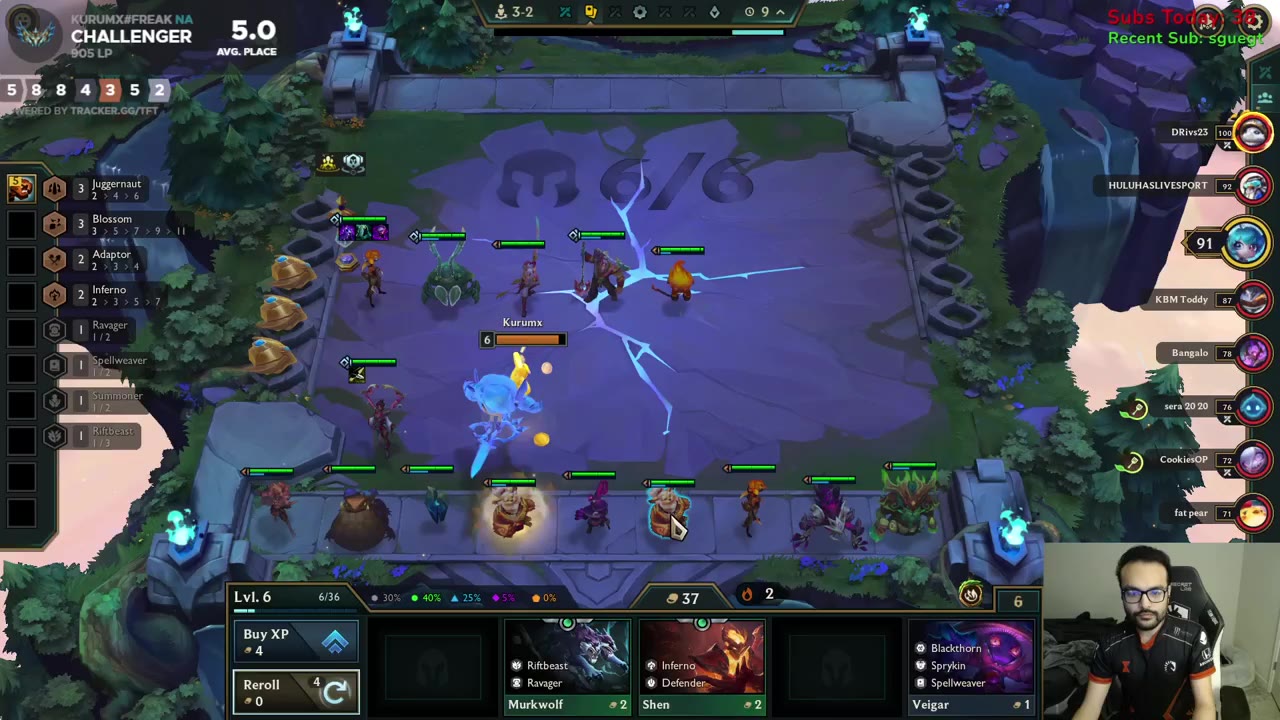 KURUMX#FREAK NA
CHALLENGER
905 LP
5.0
AVG. PLACE
5 8 8 4 3 5 2
POWERED BY TRACKER.GG/TFT
3-2
9
Subs Today: 38
Recent Sub: sguegt
6/6
3 Juggernaut
2 > 4 > 6
3 Blossom
3 > 5 > 7 > 9 > 11
2 Adaptor
2 > 3 > 4
2 Inferno
2 > 3 > 5 > 7
1 Ravager
1 / 2
1 Spellweaver
1 / 2
1 Summoner
1 / 2
1 Riftbeast
1 / 3
Kurumx
6
DRivs23 100
HULUHASLIVESPORT 92
91
KBM Toddy 87
Bangalo 78
sera 20 20 76
CookiesOP 72
fat pear 71
Lvl. 6 6/36
30% 40% 25% 5% 0%
37
2
6
Buy XP
4
Reroll 4
0
Riftbeast
Ravager
Murkwolf 2
Inferno
Defender
Shen 2
Blackthorn
Sprykin
Spellweaver
Veigar 1